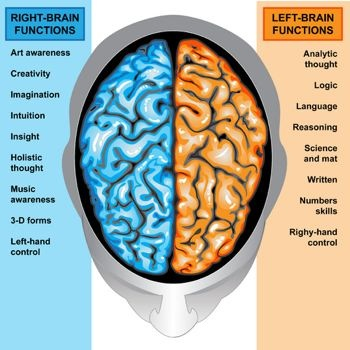 RIGHT-BRAIN
FUNCTIONS
Art awareness
Creativity
Imagination
Intuition
Insight
Holistic
thought
Music
awareness
3-D forms
Left-hand
control
LEFT-BRAIN
FUNCTIONS
Analytic
thought
Logic
Language
Reasoning
Science
and mat
Written
Numbers
skills
Righy-hand
control